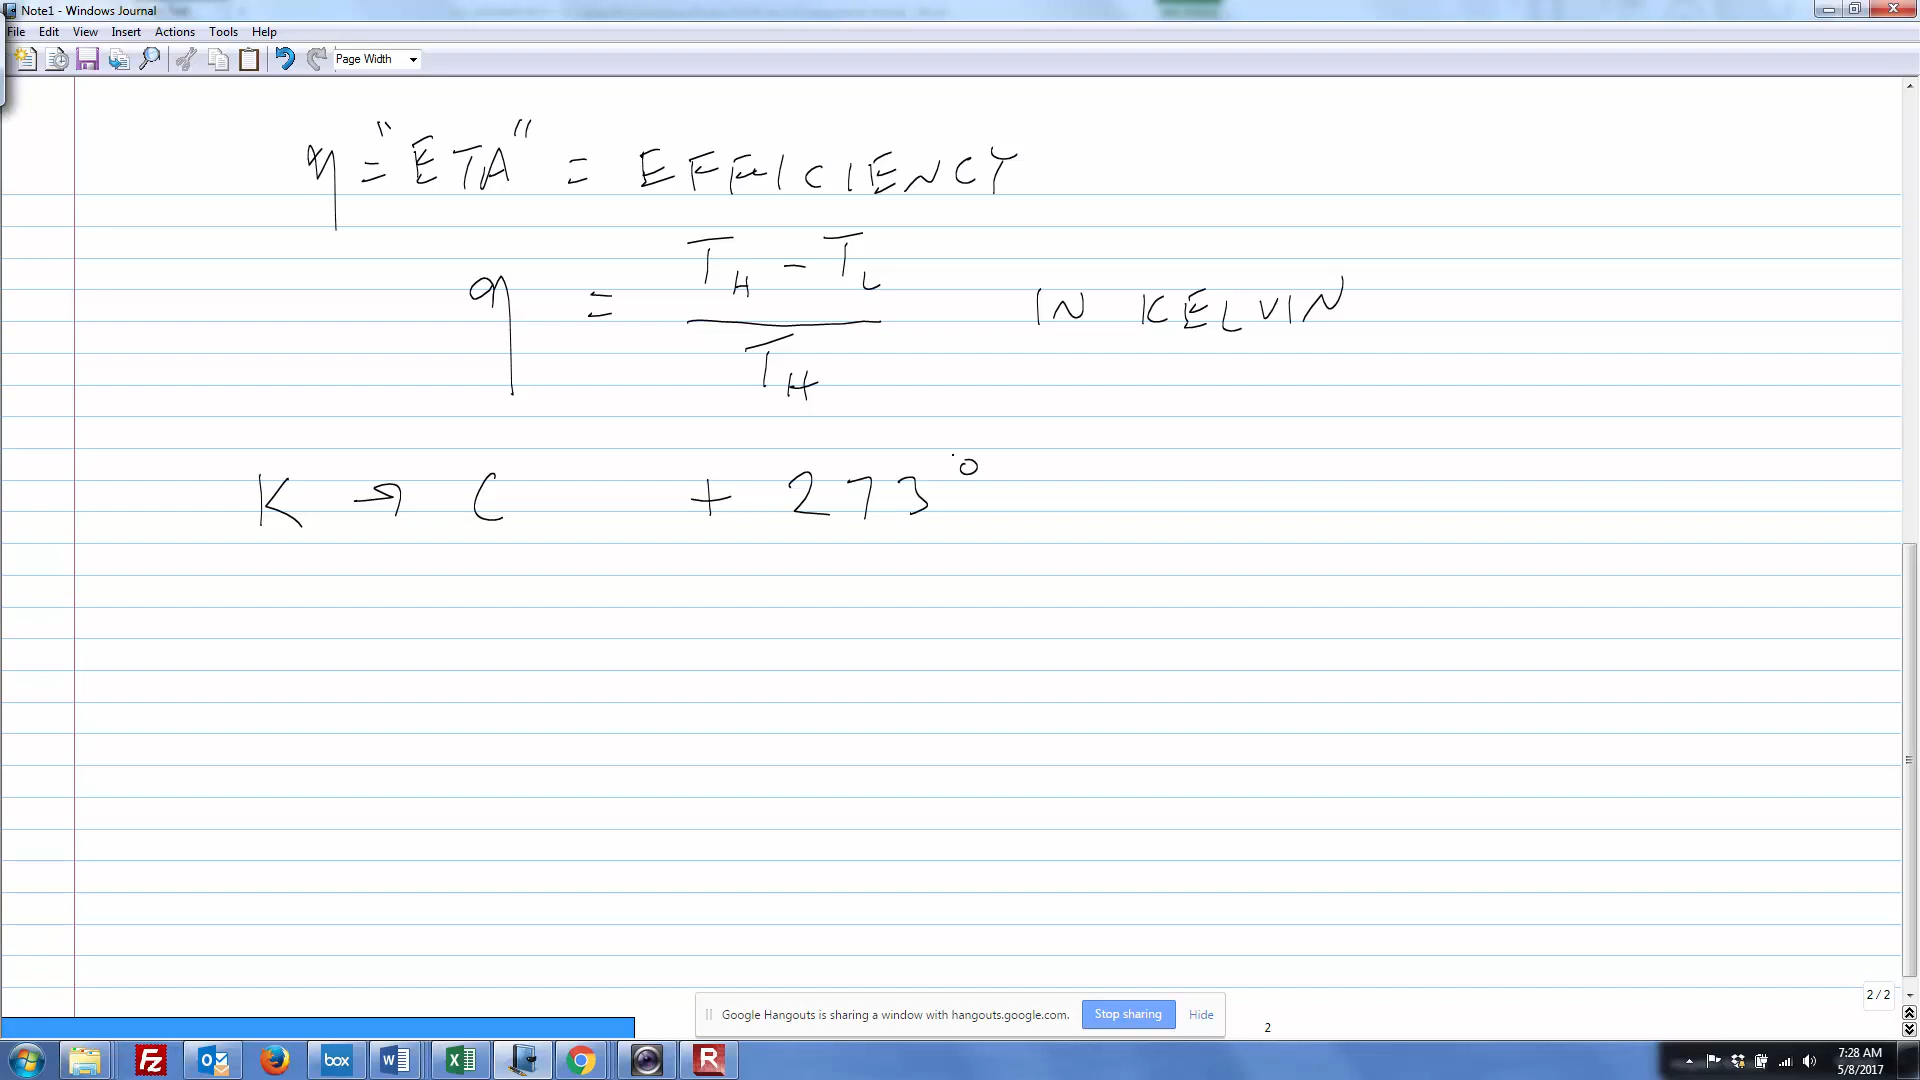 Note1 - Windows Journal
File Edit View Insert Actions Tools Help
Page Width
η = "ETA" = EFFICIENCY
η = (T_H - T_L) / T_H IN KELVIN
K → C + 273°
2 / 2
Google Hangouts is sharing a window with hangouts.google.com. Stop sharing Hide
2
Fz box W X R
7:28 AM
5/8/2017